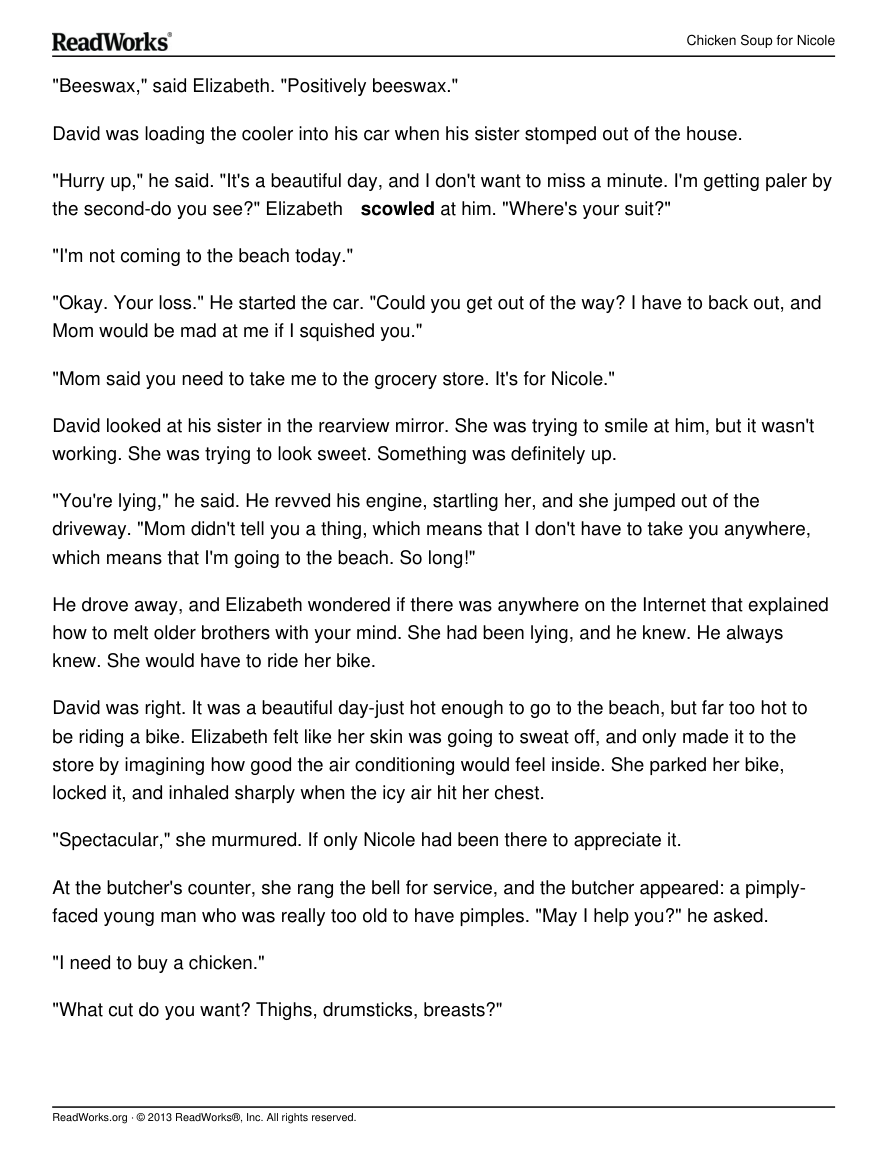 ReadWorks®
Chicken Soup for Nicole
"Beeswax," said Elizabeth. "Positively beeswax."
David was loading the cooler into his car when his sister stomped out of the house.
"Hurry up," he said. "It's a beautiful day, and I don't want to miss a minute. I'm getting paler by
the second-do you see?" Elizabeth scowled at him. "Where's your suit?"
"I'm not coming to the beach today."
"Okay. Your loss." He started the car. "Could you get out of the way? I have to back out, and
Mom would be mad at me if I squished you."
"Mom said you need to take me to the grocery store. It's for Nicole."
David looked at his sister in the rearview mirror. She was trying to smile at him, but it wasn't
working. She was trying to look sweet. Something was definitely up.
"You're lying," he said. He revved his engine, startling her, and she jumped out of the
driveway. "Mom didn't tell you a thing, which means that I don't have to take you anywhere,
which means that I'm going to the beach. So long!"
He drove away, and Elizabeth wondered if there was anywhere on the Internet that explained
how to melt older brothers with your mind. She had been lying, and he knew. He always
knew. She would have to ride her bike.
David was right. It was a beautiful day-just hot enough to go to the beach, but far too hot to
be riding a bike. Elizabeth felt like her skin was going to sweat off, and only made it to the
store by imagining how good the air conditioning would feel inside. She parked her bike,
locked it, and inhaled sharply when the icy air hit her chest.
"Spectacular," she murmured. If only Nicole had been there to appreciate it.
At the butcher's counter, she rang the bell for service, and the butcher appeared: a pimply-
faced young man who was really too old to have pimples. "May I help you?" he asked.
"I need to buy a chicken."
"What cut do you want? Thighs, drumsticks, breasts?"
ReadWorks.org · © 2013 ReadWorks®, Inc. All rights reserved.